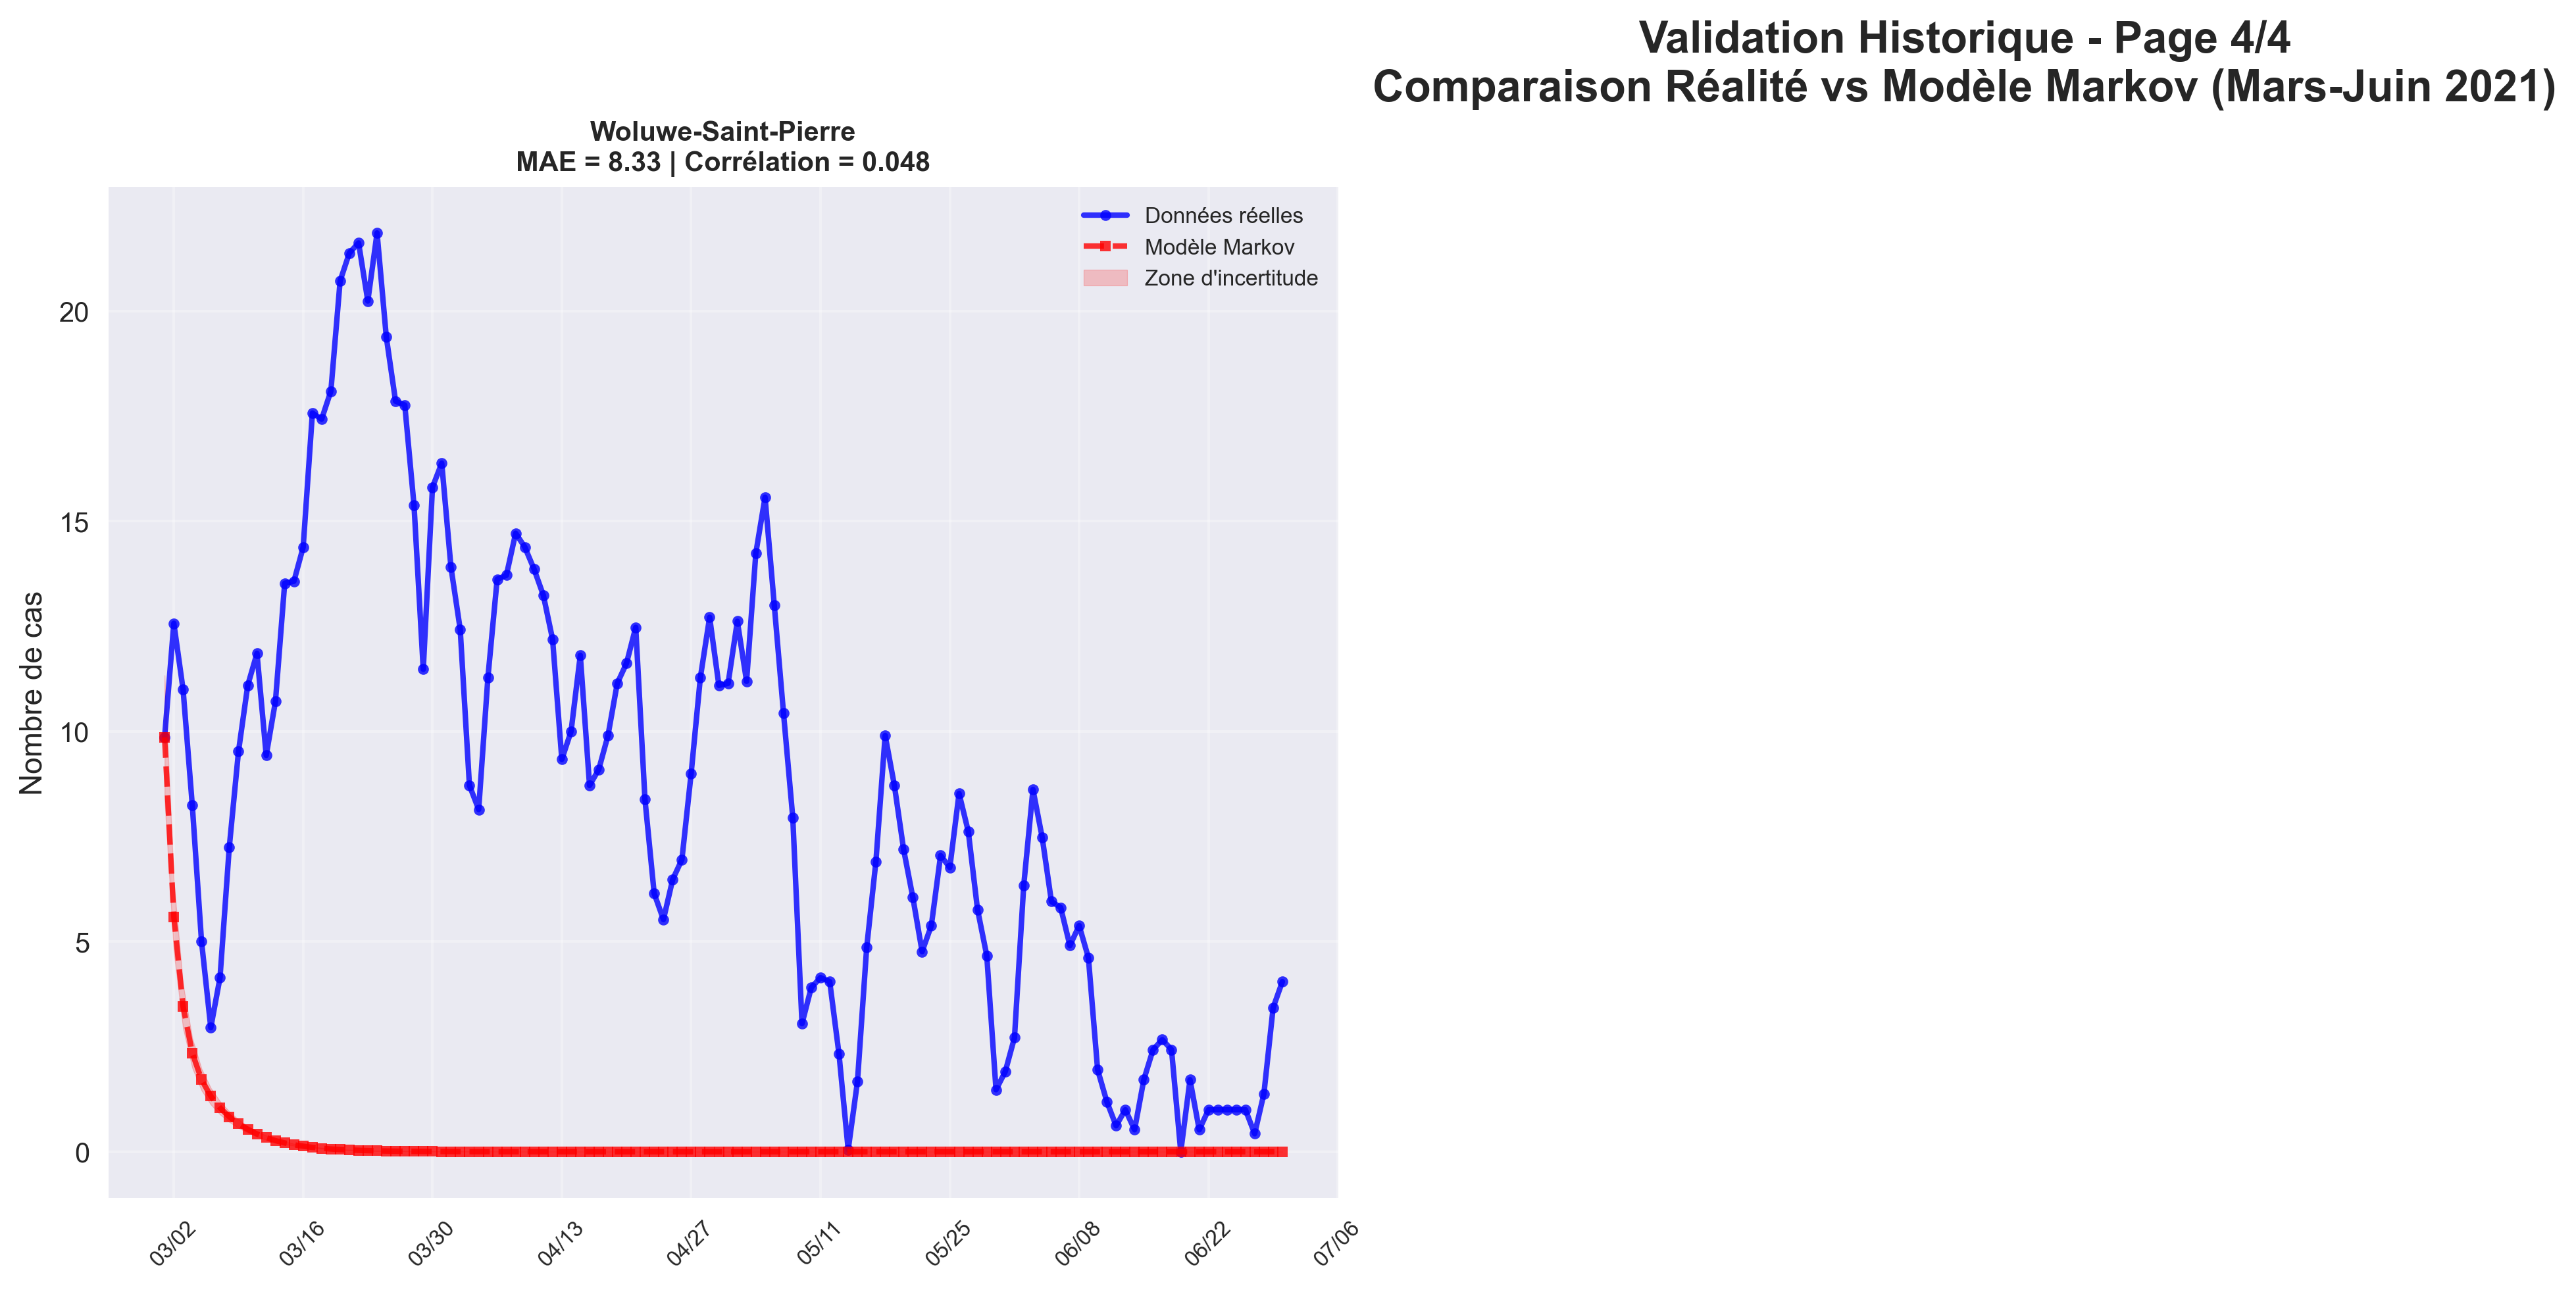 Validation Historique - Page 4/4
Comparaison Réalité vs Modèle Markov (Mars-Juin 2021)
Woluwe-Saint-Pierre
MAE = 8.33 | Corrélation = 0.048
Données réelles
Modèle Markov
Zone d'incertitude
Nombre de cas
20
15
10
5
0
03/02
03/16
03/30
04/13
04/27
05/11
05/25
06/08
06/22
07/06